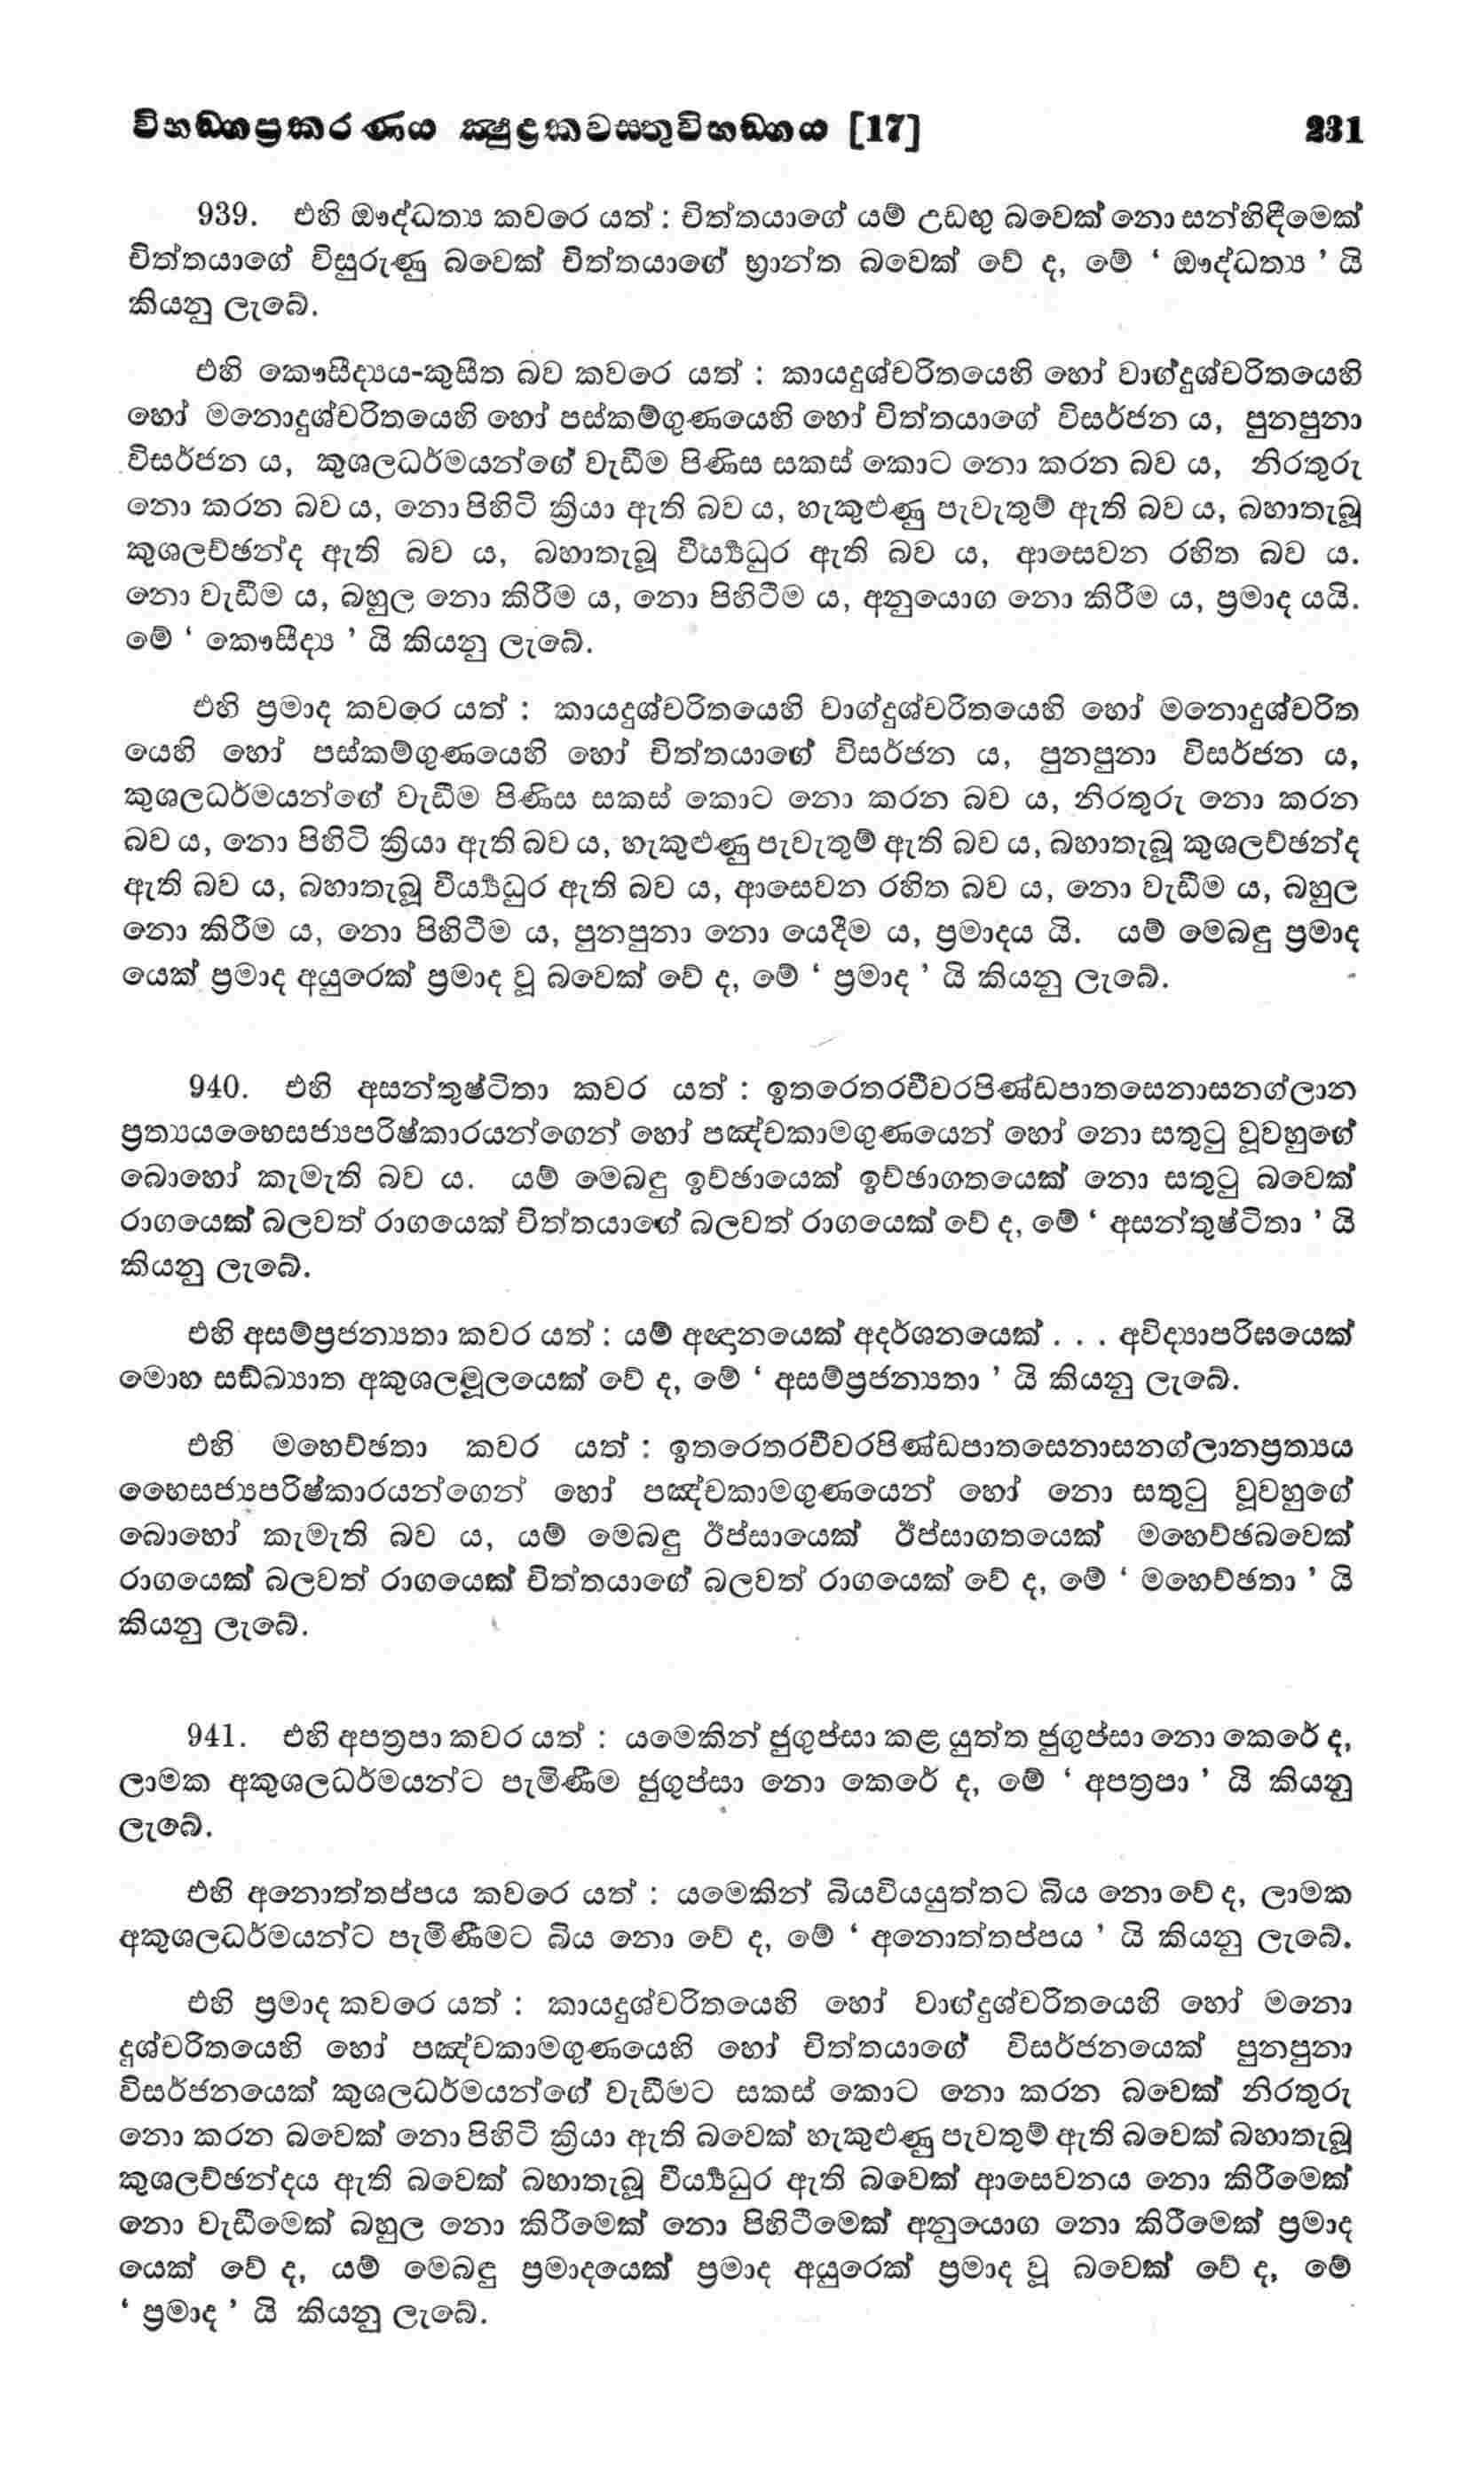 විභඞ්ගප්‍රකරණය ක්‍ෂුද්‍රකවස්තුවිභඞ්ගය [17] 231
939. එහි ඖද්ධත්‍ය කවරෙ යත් : චිත්තයාගේ යම් උඩඟු බවෙක් නො සන්හිඳීමෙක්
චිත්තයාගේ විසුරුණු බවෙක් චිත්තයාගේ භ්‍රාන්ත බවෙක් වේ ද, මේ ‘ ඖද්ධත්‍ය ’ යි
කියනු ලැබේ.
එහි කෞසීද්‍යය-කුසීත බව කවරෙ යත් : කායදුශ්චරිතයෙහි හෝ වාග්දුශ්චරිතයෙහි
හෝ මනොදුශ්චරිතයෙහි හෝ පස්කම්ගුණයෙහි හෝ චිත්තයාගේ විසර්ජන ය, පුනපුනා
විසර්ජන ය, කුශලධර්මයන්ගේ වැඩීම පිණිස සකස් කොට නො කරන බව ය, නිරතුරු
නො කරන බව ය, නො පිහිටි ක්‍රියා ඇති බව ය, හැකුළුණු පැවැතුම් ඇති බව ය, බහාතැබූ
කුශලච්ඡන්ද ඇති බව ය, බහාතැබූ වීර්‍ය්‍යධුර ඇති බව ය, ආසෙවන රහිත බව ය.
නො වැඩීම ය, බහුල නො කිරීම ය, නො පිහිටීම ය, අනුයොග නො කිරීම ය, ප්‍රමාද යයි.
මේ ‘ කෞසීද්‍ය ’ යි කියනු ලැබේ.
එහි ප්‍රමාද කවරෙ යත් : කායදුශ්චරිතයෙහි වාග්දුශ්චරිතයෙහි හෝ මනොදුශ්චරිත
යෙහි හෝ පස්කම්ගුණයෙහි හෝ චිත්තයාගේ විසර්ජන ය, පුනපුනා විසර්ජන ය,
කුශලධර්මයන්ගේ වැඩීම පිණිස සකස් කොට නො කරන බව ය, නිරතුරු නො කරන
බව ය, නො පිහිටි ක්‍රියා ඇති බව ය, හැකුළුණු පැවැතුම් ඇති බව ය, බහාතැබූ කුශලච්ඡන්ද
ඇති බව ය, බහාතැබූ වීර්‍ය්‍යධුර ඇති බව ය, ආසෙවන රහිත බව ය, නො වැඩීම ය, බහුල
නො කිරීම ය, නො පිහිටීම ය, පුනපුනා නො යෙදීම ය, ප්‍රමාදය යි. යම් මෙබඳු ප්‍රමාද
යෙක් ප්‍රමාද අයුරෙක් ප්‍රමාද වූ බවෙක් වේ ද, මේ ‘ ප්‍රමාද ’ යි කියනු ලැබේ.
940. එහි අසන්තුෂ්ටිතා කවර යත් : ඉතරෙතරචීවරපිණ්ඩපාතසෙනාසනග්ලාන
ප්‍රත්‍යයභෛසජ්‍යපරිෂ්කාරයන්ගෙන් හෝ පඤ්චකාමගුණයෙන් හෝ නො සතුටු වූවහුගේ
බොහෝ කැමැති බව ය. යම් මෙබඳු ඉච්ඡායෙක් ඉච්ඡාගතයෙක් නො සතුටු බවෙක්
රාගයෙක් බලවත් රාගයෙක් චිත්තයාගේ බලවත් රාගයෙක් වේ ද, මේ ‘ අසන්තුෂ්ටිතා ’ යි
කියනු ලැබේ.
එහි අසම්ප්‍රජන්‍යතා කවර යත් : යම් අඥානයෙක් අදර්ශනයෙක් . . . අවිද්‍යාපරිඝයෙක්
මොහ සඞ්ඛ්‍යාත අකුශලමූලයෙක් වේ ද, මේ ‘ අසම්ප්‍රජන්‍යතා ’ යි කියනු ලැබේ.
එහි මහෙච්ඡතා කවර යත් : ඉතරෙතරචීවරපිණ්ඩපාතසෙනාසනග්ලානප්‍රත්‍යය
භෛසජ්‍යපරිෂ්කාරයන්ගෙන් හෝ පඤ්චකාමගුණයෙන් හෝ නො සතුටු වූවහුගේ
බොහෝ කැමැති බව ය, යම් මෙබඳු ඊප්සායෙක් ඊප්සාගතයෙක් මහෙච්ඡබවෙක්
රාගයෙක් බලවත් රාගයෙක් චිත්තයාගේ බලවත් රාගයෙක් වේ ද, මේ ‘ මහෙච්ඡතා ’ යි
කියනු ලැබේ.
941. එහි අපත්‍රපා කවර යත් : යමෙකින් ජුගුප්සා කළ යුත්ත ජුගුප්සා නො කෙරේ ද,
ලාමක අකුශලධර්මයන්ට පැමිණීම ජුගුප්සා නො කෙරේ ද, මේ ‘ අපත්‍රපා ’ යි කියනු
ලැබේ.
එහි අනොත්තප්පය කවරෙ යත් : යමෙකින් බියවියයුත්තට බිය නො වේ ද, ලාමක
අකුශලධර්මයන්ට පැමිණීමට බිය නො වේ ද, මේ ‘ අනොත්තප්පය ’ යි කියනු ලැබේ.
එහි ප්‍රමාද කවරෙ යත් : කායදුශ්චරිතයෙහි හෝ වාග්දුශ්චරිතයෙහි හෝ මනො
දුශ්චරිතයෙහි හෝ පඤ්චකාමගුණයෙහි හෝ චිත්තයාගේ විසර්ජනයෙක් පුනපුනා
විසර්ජනයෙක් කුශලධර්මයන්ගේ වැඩීමට සකස් කොට නො කරන බවෙක් නිරතුරු
නො කරන බවෙක් නො පිහිටි ක්‍රියා ඇති බවෙක් හැකුළුණු පැවතුම් ඇති බවෙක් බහාතැබූ
කුශලච්ඡන්දය ඇති බවෙක් බහාතැබූ වීර්‍ය්‍යධුර ඇති බවෙක් ආසෙවනය නො කිරීමෙක්
නො වැඩීමෙක් බහුල නො කිරීමෙක් නො පිහිටීමෙක් අනුයොග නො කිරීමෙක් ප්‍රමාද
යෙක් වේ ද, යම් මෙබඳු ප්‍රමාදයෙක් ප්‍රමාද අයුරෙක් ප්‍රමාද වූ බවෙක් වේ ද, මේ
‘ ප්‍රමාද ’ යි කියනු ලැබේ.